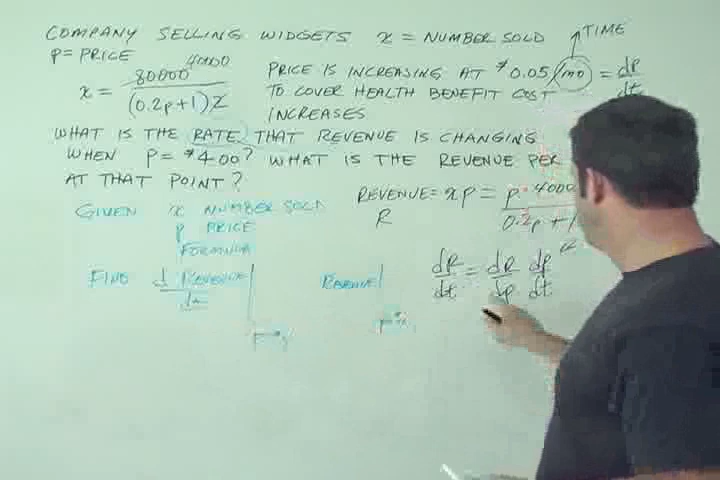 COMPANY SELLING WIDGETS x = NUMBER SOLD → TIME
p = PRICE
x = 80000 4000 / (0.2p+1) 2
PRICE IS INCREASING AT $0.05/mo = dp/dt
TO COVER HEALTH BENEFIT COST
INCREASES
WHAT IS THE RATE THAT REVENUE IS CHANGING
WHEN P = $4.00? WHAT IS THE REVENUE PER
AT THAT POINT?
REVENUE = xp = p · 4000 / 0.2p + 1
R
GIVEN x NUMBER SOLD
p PRICE
FORMULA
FIND d REVENUE
REVENUE
dR/dt = dR/dp dp/dt